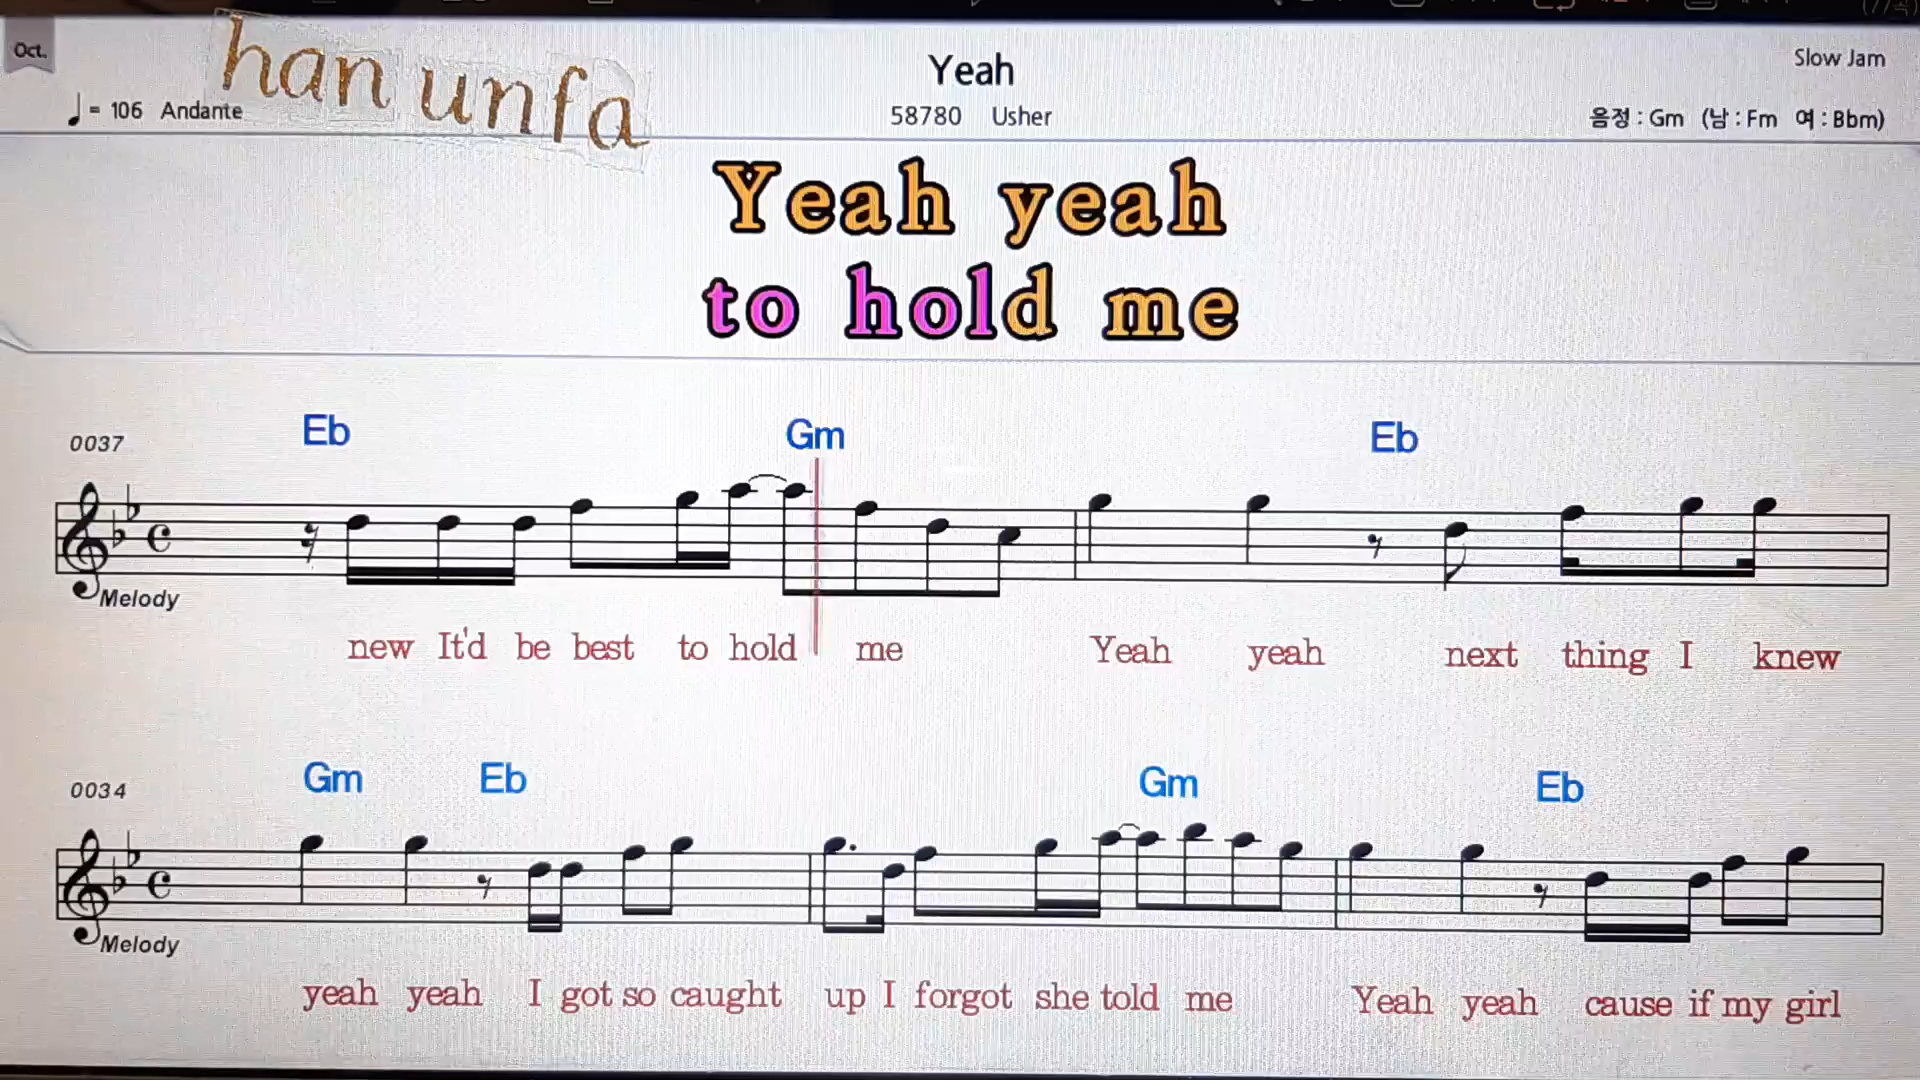 Oct.
han unfa
Yeah
Slow Jam
= 106 Andante
58780 Usher
음정 : Gm (남 : Fm 여 : Bbm)
Yeah yeah
to hold me
0037
Eb Gm Eb
Melody
new It'd be best to hold me Yeah yeah next thing I knew
0034
Gm Eb Gm Eb
Melody
yeah yeah I got so caught up I forgot she told me Yeah yeah cause if my girl